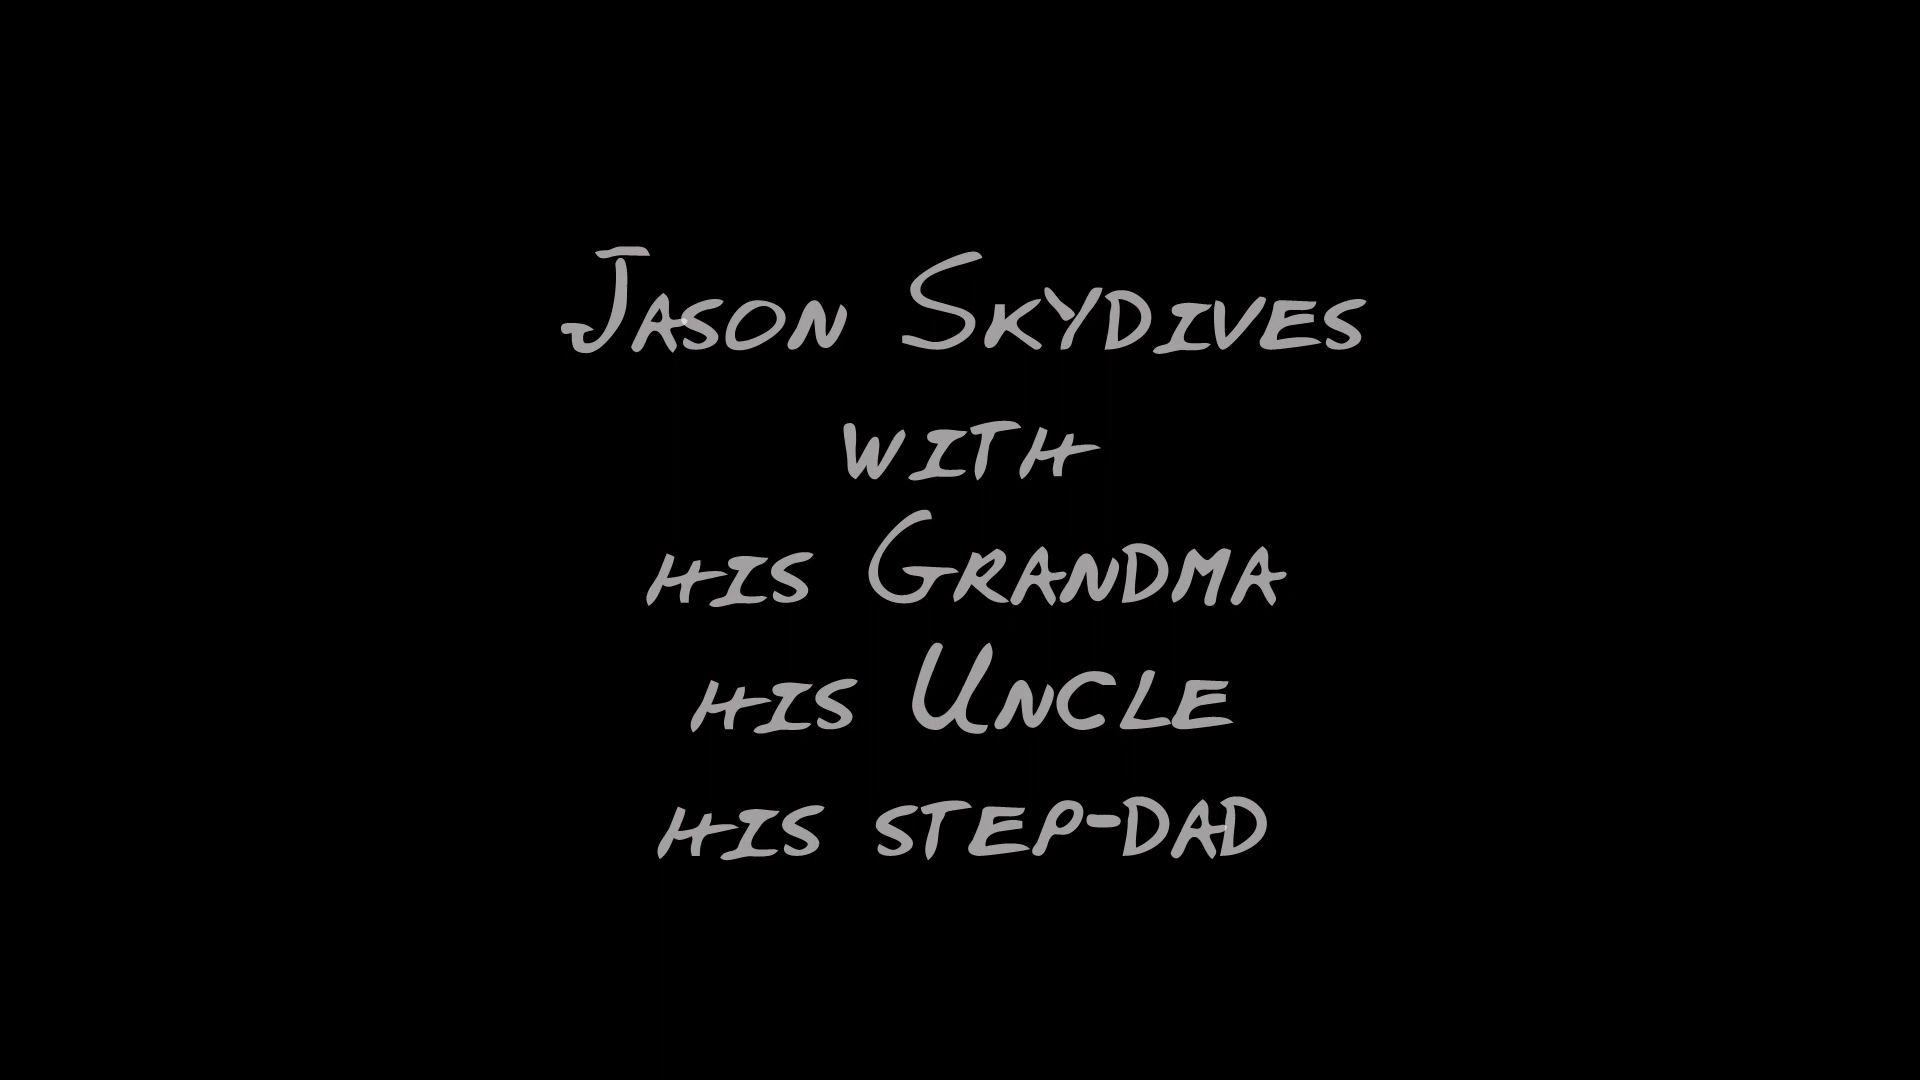 Jason Skydives
with
his Grandma
his Uncle
his step-dad